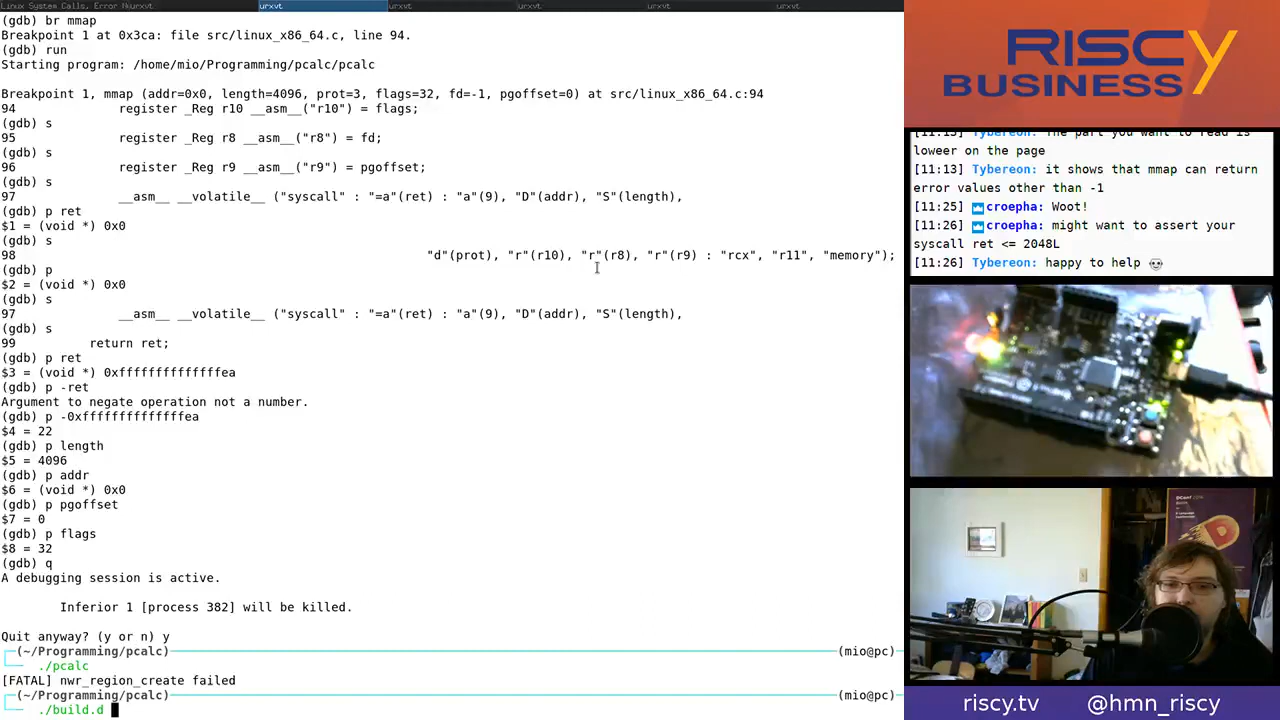 Linux System Calls, Error N
urxvt
urxvt
urxvt
urxvt
urxvt
urxvt
(gdb) br mmap
Breakpoint 1 at 0x3ca: file src/linux_x86_64.c, line 94.
(gdb) run
Starting program: /home/mio/Programming/pcalc/pcalc
Breakpoint 1, mmap (addr=0x0, length=4096, prot=3, flags=32, fd=-1, pgoffset=0) at src/linux_x86_64.c:94
94 register _Reg r10 __asm__("r10") = flags;
(gdb) s
95 register _Reg r8 __asm__("r8") = fd;
(gdb) s
96 register _Reg r9 __asm__("r9") = pgoffset;
(gdb) s
97 __asm__ __volatile__ ("syscall" : "=a"(ret) : "a"(9), "D"(addr), "S"(length),
(gdb) p ret
$1 = (void *) 0x0
(gdb) s
98 "d"(prot), "r"(r10), "r"(r8), "r"(r9) : "rcx", "r11", "memory");
(gdb) p
$2 = (void *) 0x0
(gdb) s
97 __asm__ __volatile__ ("syscall" : "=a"(ret) : "a"(9), "D"(addr), "S"(length),
(gdb) s
99 return ret;
(gdb) p ret
$3 = (void *) 0xffffffffffffffea
(gdb) p -ret
Argument to negate operation not a number.
(gdb) p -0xffffffffffffffea
$4 = 22
(gdb) p length
$5 = 4096
(gdb) p addr
$6 = (void *) 0x0
(gdb) p pgoffset
$7 = 0
(gdb) p flags
$8 = 32
(gdb) q
A debugging session is active.
Inferior 1 [process 382] will be killed.
Quit anyway? (y or n) y
(~/Programming/pcalc) (mio@pc)
./pcalc
[FATAL] nwr_region_create failed
(~/Programming/pcalc) (mio@pc)
./build.d
RISCY
BUSINESS
[11:13] Tybereon: The part you want to read is
loweer on the page
[11:13] Tybereon: it shows that mmap can return
error values other than -1
[11:25] croepha: Woot!
[11:26] croepha: might want to assert your
syscall ret <= 2048L
[11:26] Tybereon: happy to help
riscy.tv @hmn_riscy